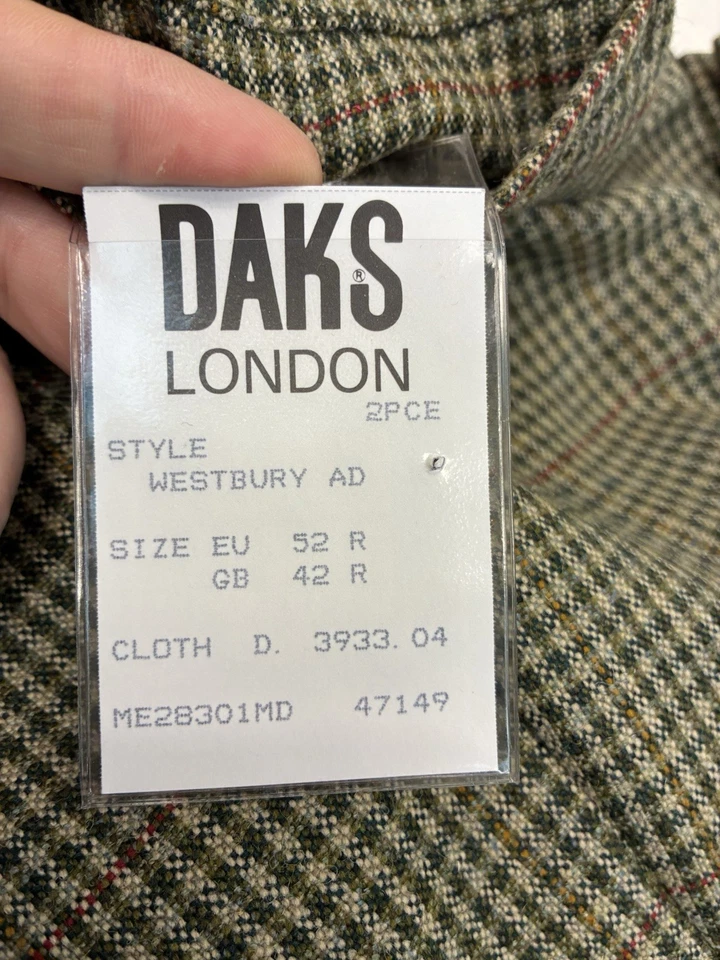 DAKS®
LONDON
2PCE
STYLE
WESTBURY AD
SIZE EU 52 R
GB 42 R
CLOTH D. 3933.04
ME28301MD 47149